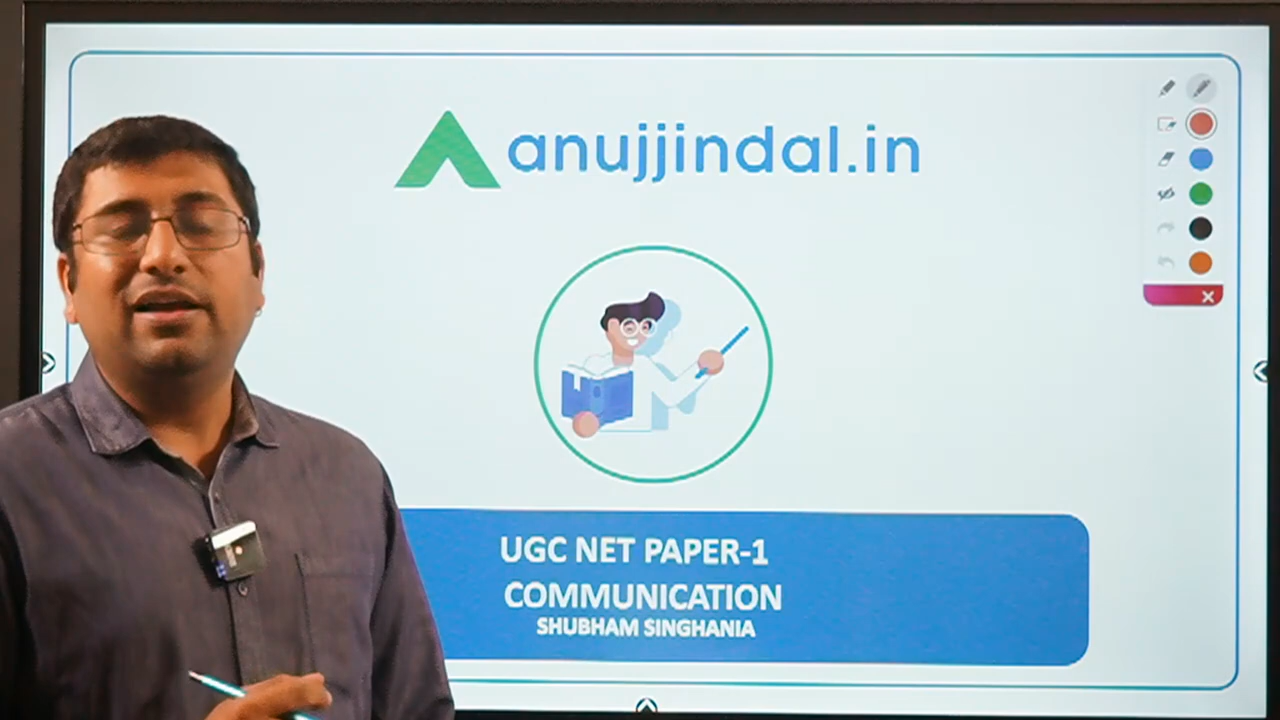 anujjindal.in
UGC NET PAPER-1
COMMUNICATION
SHUBHAM SINGHANIA